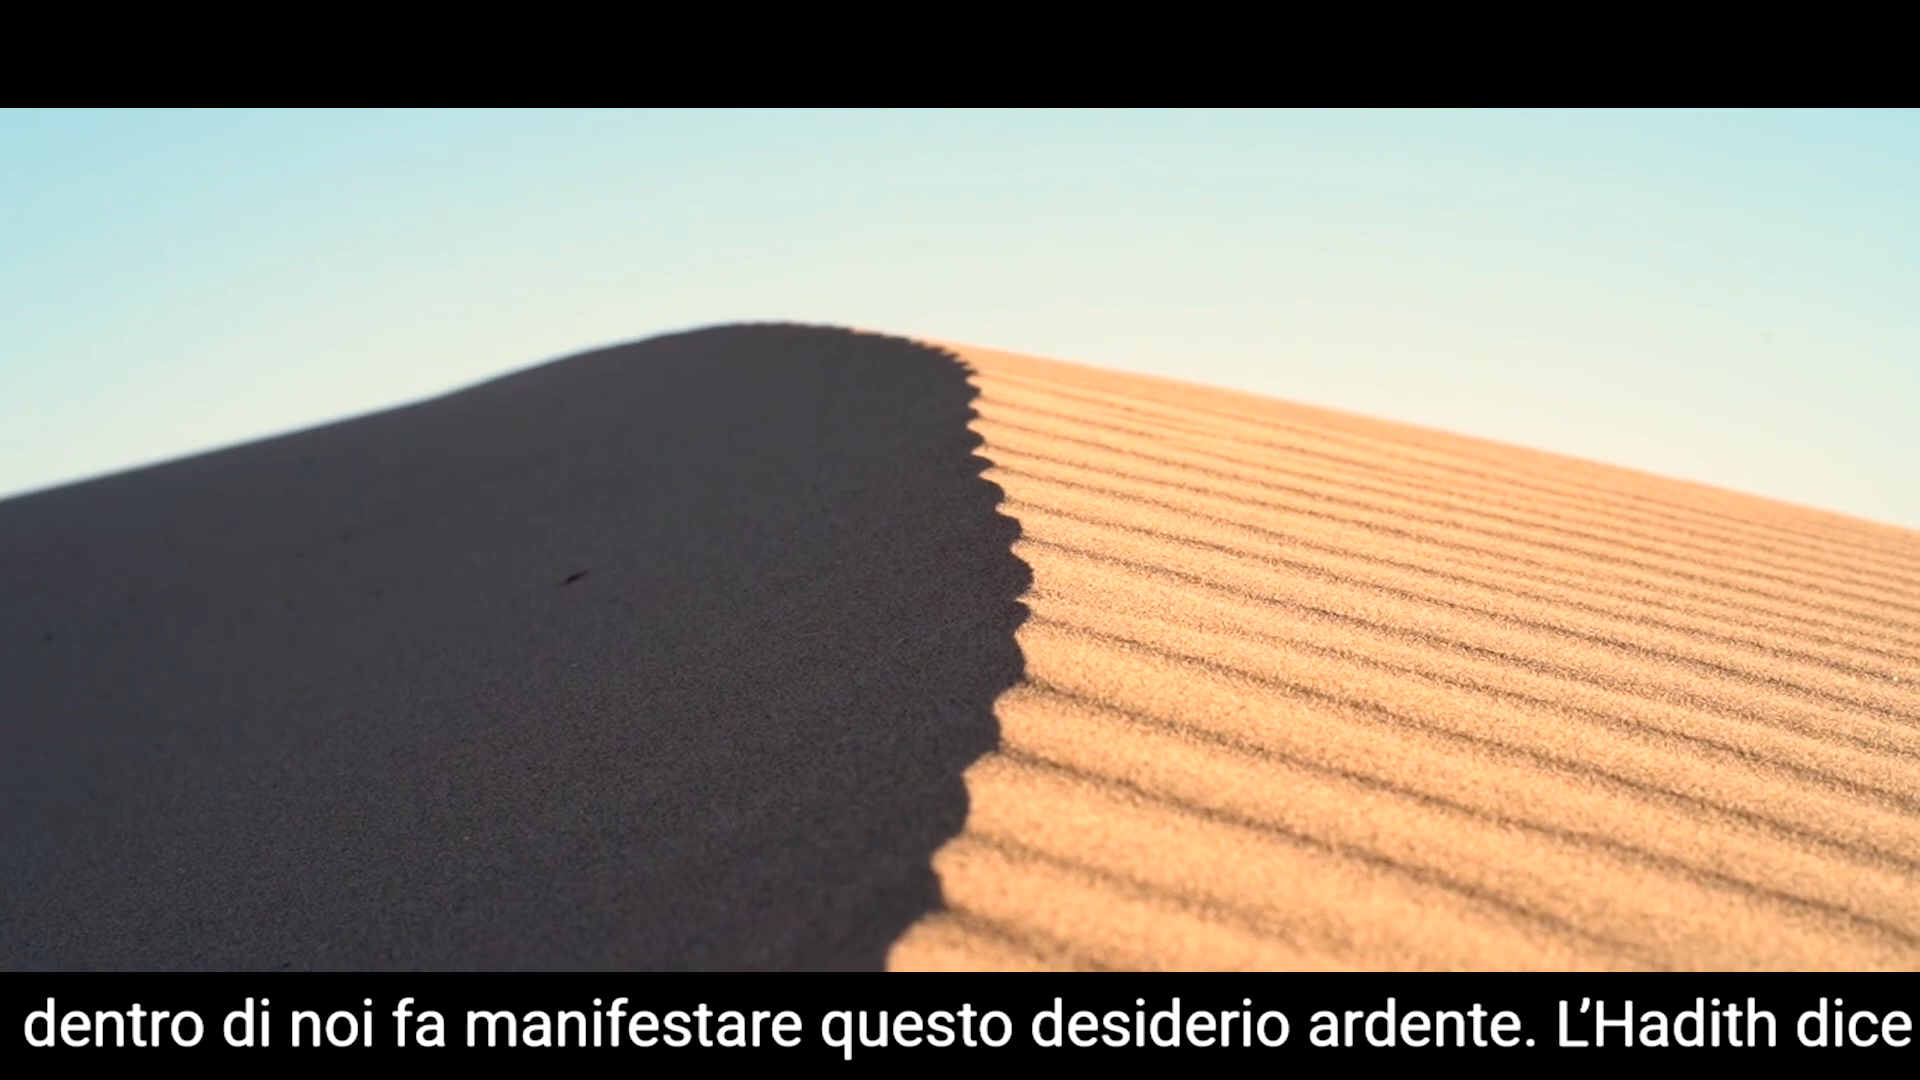 dentro di noi fa manifestare questo desiderio ardente. L’Hadith dice